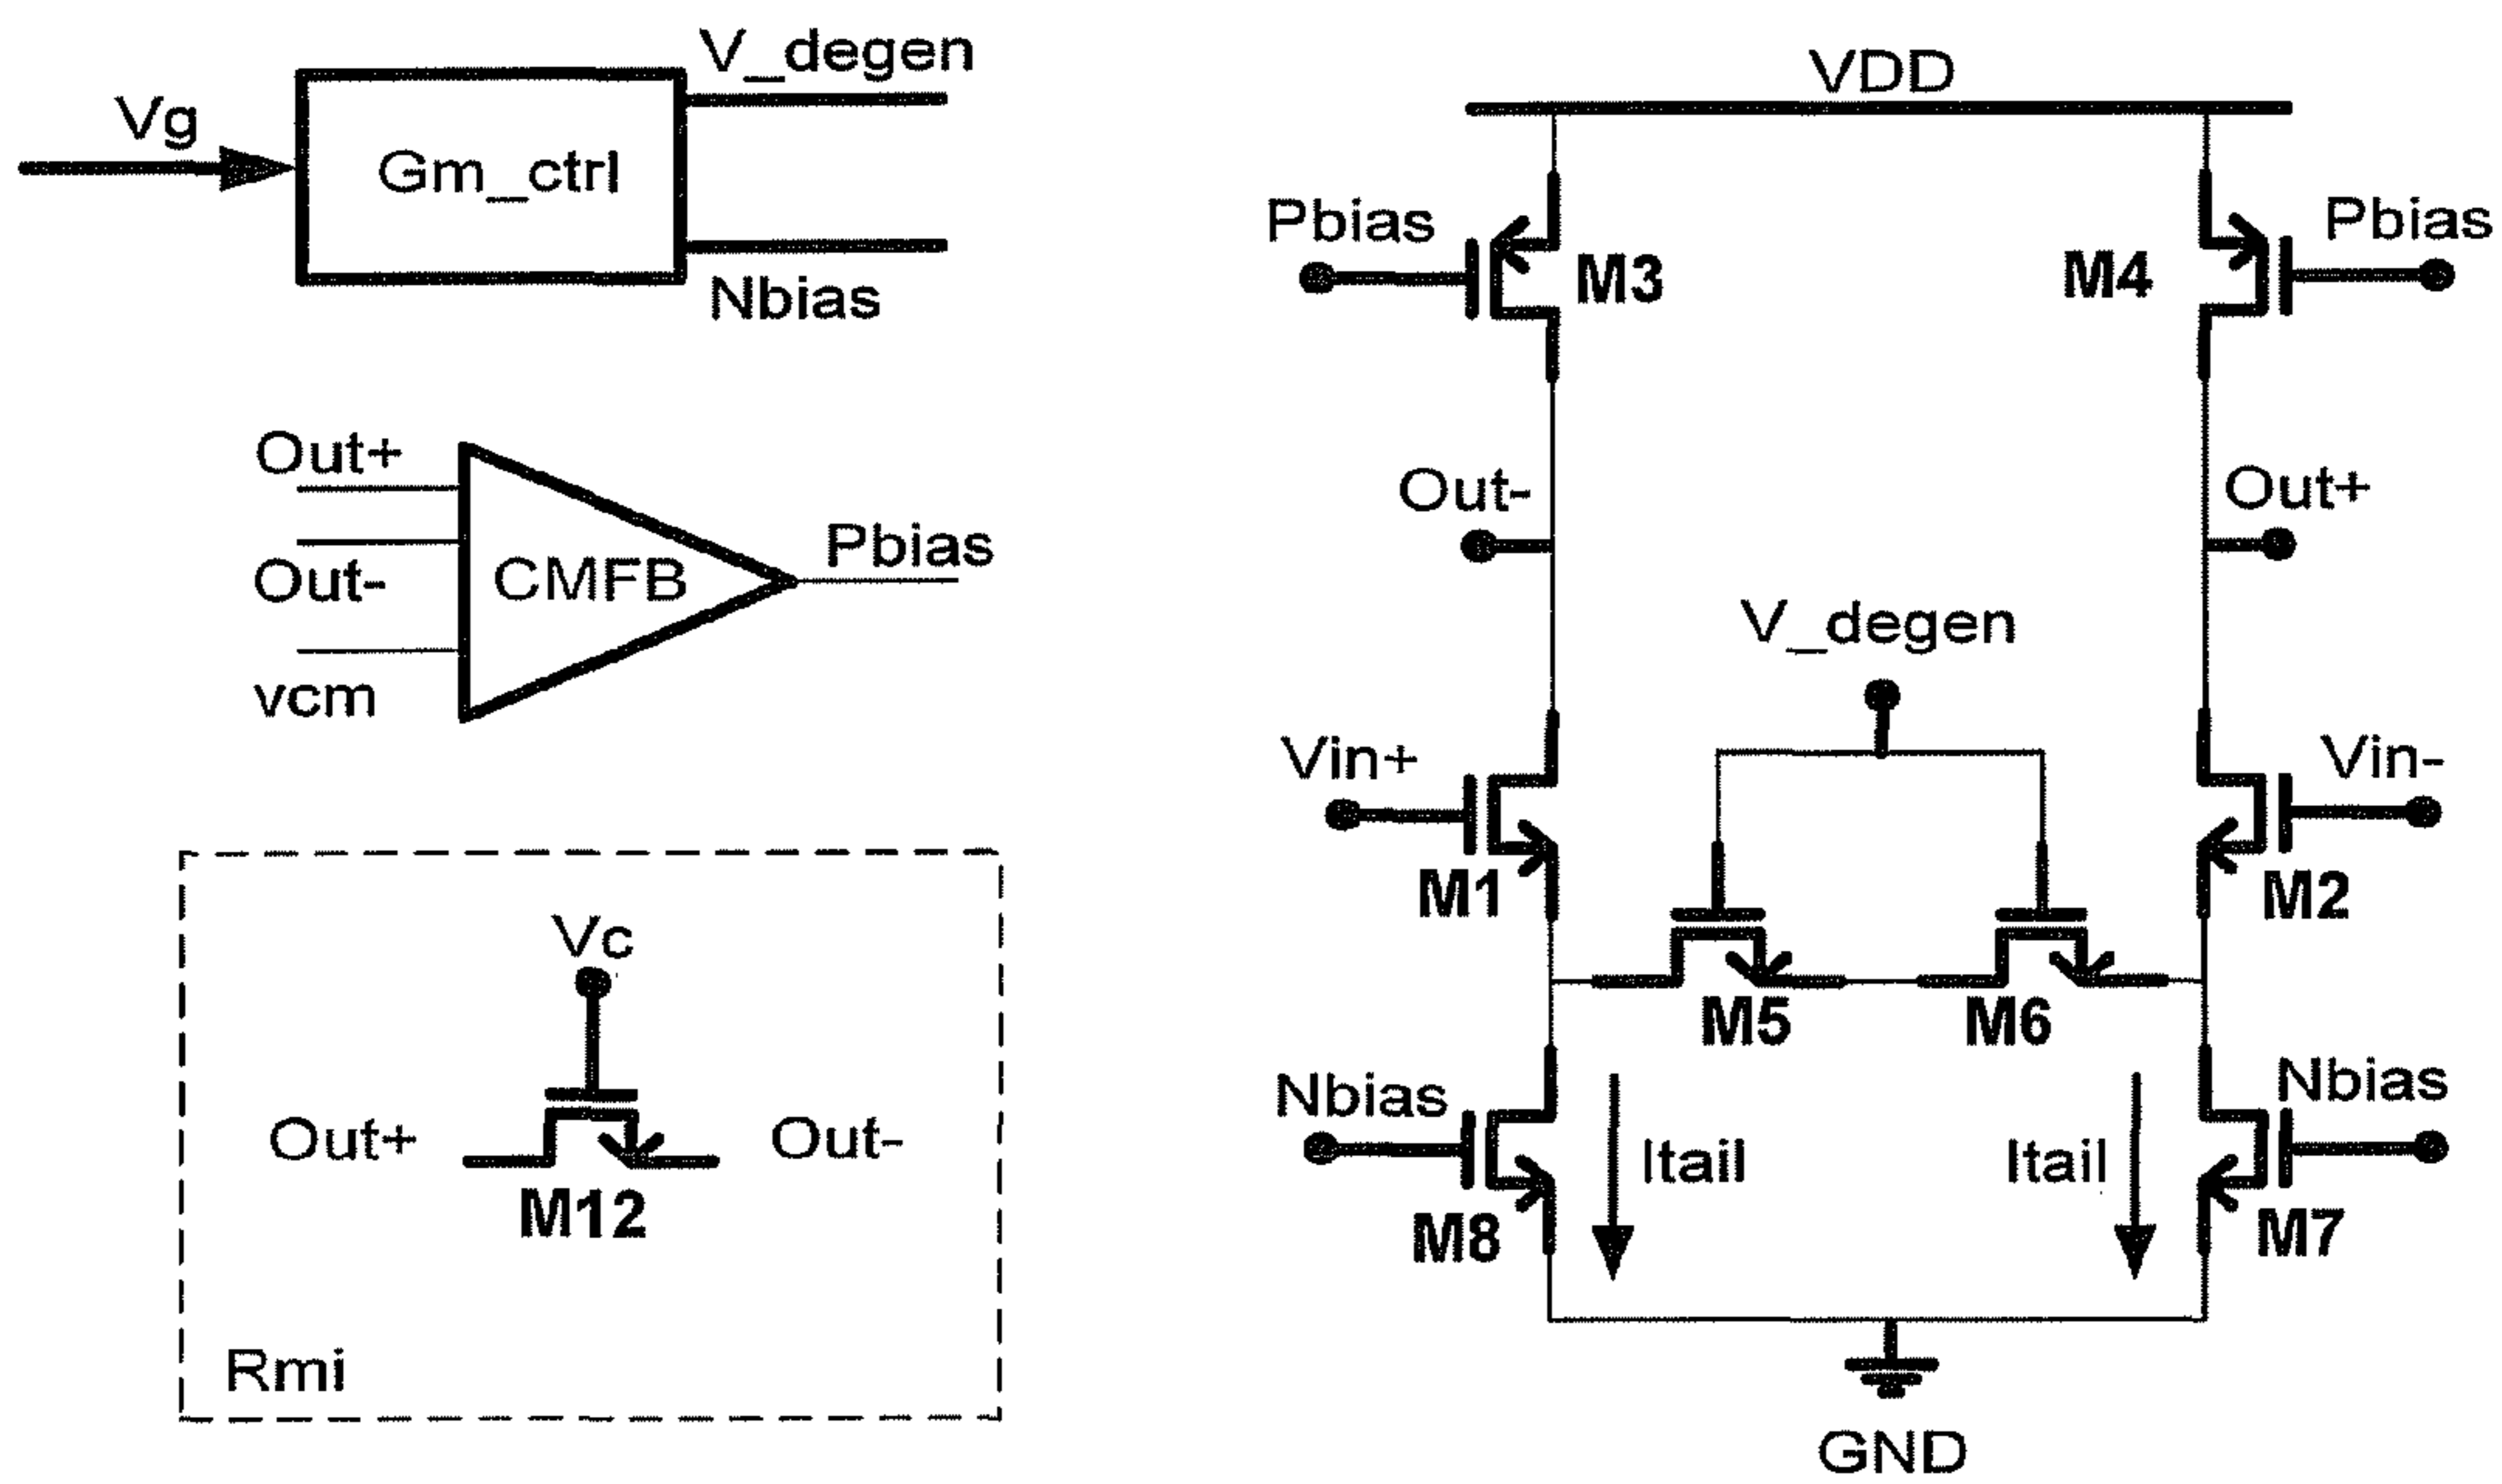 V_degen
Vg
Gm_ctrl
Nbias
Out+
Out-
CMFB
Pbias
vcm
Vc
Out+
Out-
M12
Rmi
VDD
Pbias
M3
M4
Pbias
Out-
Out+
V_degen
Vin+
Vin-
M1
M2
M5
M6
Nbias
Nbias
Itail
Itail
M8
M7
GND